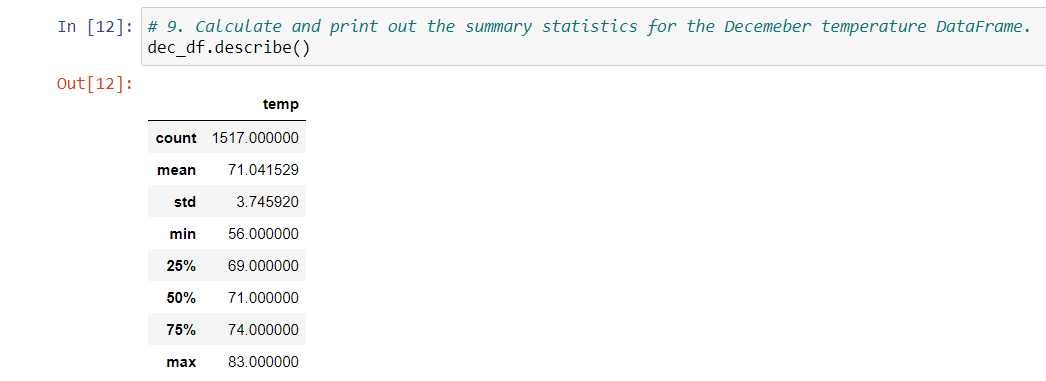 In [12]: # 9. Calculate and print out the summary statistics for the Decemeber temperature DataFrame.
dec_df.describe()
Out[12]:
temp
count 1517.000000
mean 71.041529
std 3.745920
min 56.000000
25% 69.000000
50% 71.000000
75% 74.000000
max 83.000000